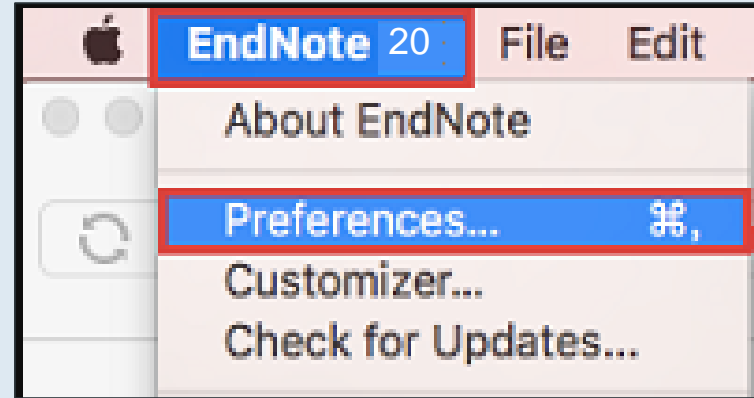 EndNote 20 File Edit
About EndNote
Preferences... ⌘,
Customizer...
Check for Updates...